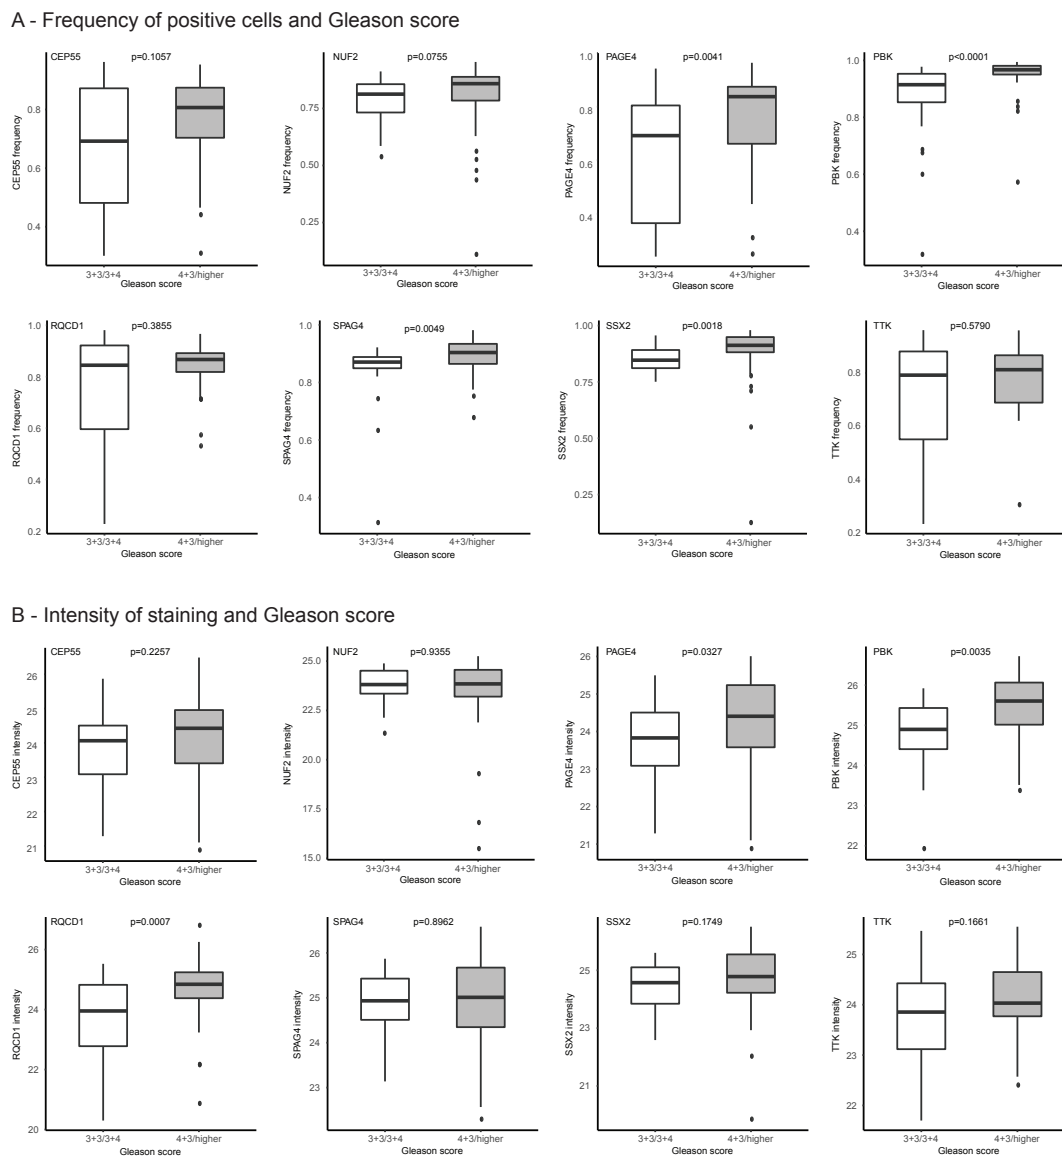 A - Frequency of positive cells and Gleason score
CEP55 p=0.1057
CEP55 frequency
0.8
0.6
0.4
3+3/3+4 4+3/higher
Gleason score
NUF2 p=0.0755
NUF2 frequency
0.75
0.50
0.25
3+3/3+4 4+3/higher
Gleason score
PAGE4 p=0.0041
PAGE4 frequency
1.0
0.8
0.6
0.4
3+3/3+4 4+3/higher
Gleason score
PBK p<0.0001
PBK frequency
1.0
0.8
0.6
0.4
3+3/3+4 4+3/higher
Gleason score
RQCD1 p=0.3855
RQCD1 frequency
1.0
0.8
0.6
0.4
0.2
3+3/3+4 4+3/higher
Gleason score
SPAG4 p=0.0049
SPAG4 frequency
1.0
0.8
0.6
0.4
3+3/3+4 4+3/higher
Gleason score
SSX2 p=0.0018
SSX2 frequency
1.00
0.75
0.50
0.25
3+3/3+4 4+3/higher
Gleason score
TTK p=0.5790
TTK frequency
0.8
0.6
0.4
0.2
3+3/3+4 4+3/higher
Gleason score
B - Intensity of staining and Gleason score
CEP55 p=0.2257
CEP55 intensity
26
25
24
23
22
21
3+3/3+4 4+3/higher
Gleason score
NUF2 p=0.9355
NUF2 intensity
25.0
22.5
20.0
17.5
15.0
3+3/3+4 4+3/higher
Gleason score
PAGE4 p=0.0327
PAGE4 intensity
26
25
24
23
22
21
3+3/3+4 4+3/higher
Gleason score
PBK p=0.0035
PBK intensity
26
25
24
23
22
3+3/3+4 4+3/higher
Gleason score
RQCD1 p=0.0007
RQCD1 intensity
26
24
22
20
3+3/3+4 4+3/higher
Gleason score
SPAG4 p=0.8962
SPAG4 intensity
26
25
24
23
3+3/3+4 4+3/higher
Gleason score
SSX2 p=0.1749
SSX2 intensity
25
23
21
3+3/3+4 4+3/higher
Gleason score
TTK p=0.1661
TTK intensity
25
24
23
22
3+3/3+4 4+3/higher
Gleason score